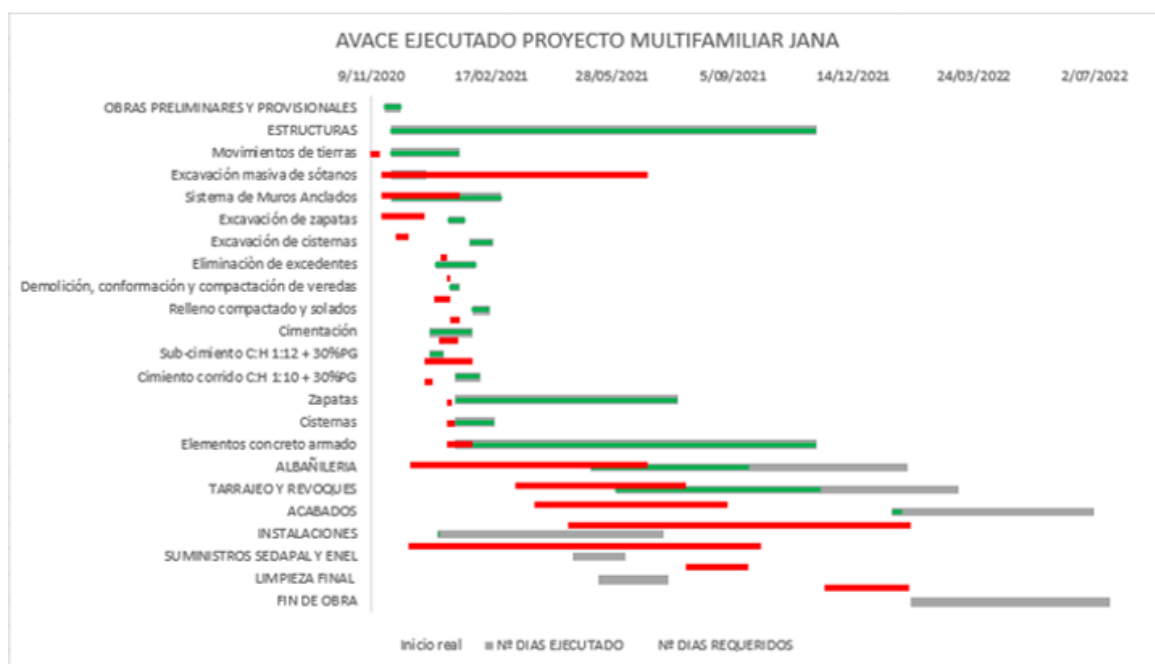 AVACE EJECUTADO PROYECTO MULTIFAMILIAR JANA
9/11/2020 17/02/2021 28/05/2021 5/09/2021 14/12/2021 24/03/2022 2/07/2022
OBRAS PRELIMINARES Y PROVISIONALES
ESTRUCTURAS
Movimientos de tierras
Excavación masiva de sótanos
Sistema de Muros Anclados
Excavación de zapatas
Excavación de cisternas
Eliminaciòn de excedentes
Demolición, conformación y compactación de veredas
Relleno compactado y solados
Cimentación
Sub-cimiento C:H 1:12 + 30%PG
Cimiento corrido C:H 1:10 + 30%PG
Zapatas
Cisternas
Elementos concreto armado
ALBAÑILERIA
TARRAJEO Y REVOQUES
ACABADOS
INSTALACIONES
SUMINISTROS SEDAPAL Y ENEL
LIMPIEZA FINAL
FIN DE OBRA
Inicio real Nº DIAS EJECUTADO Nº DIAS REQUERIDOS